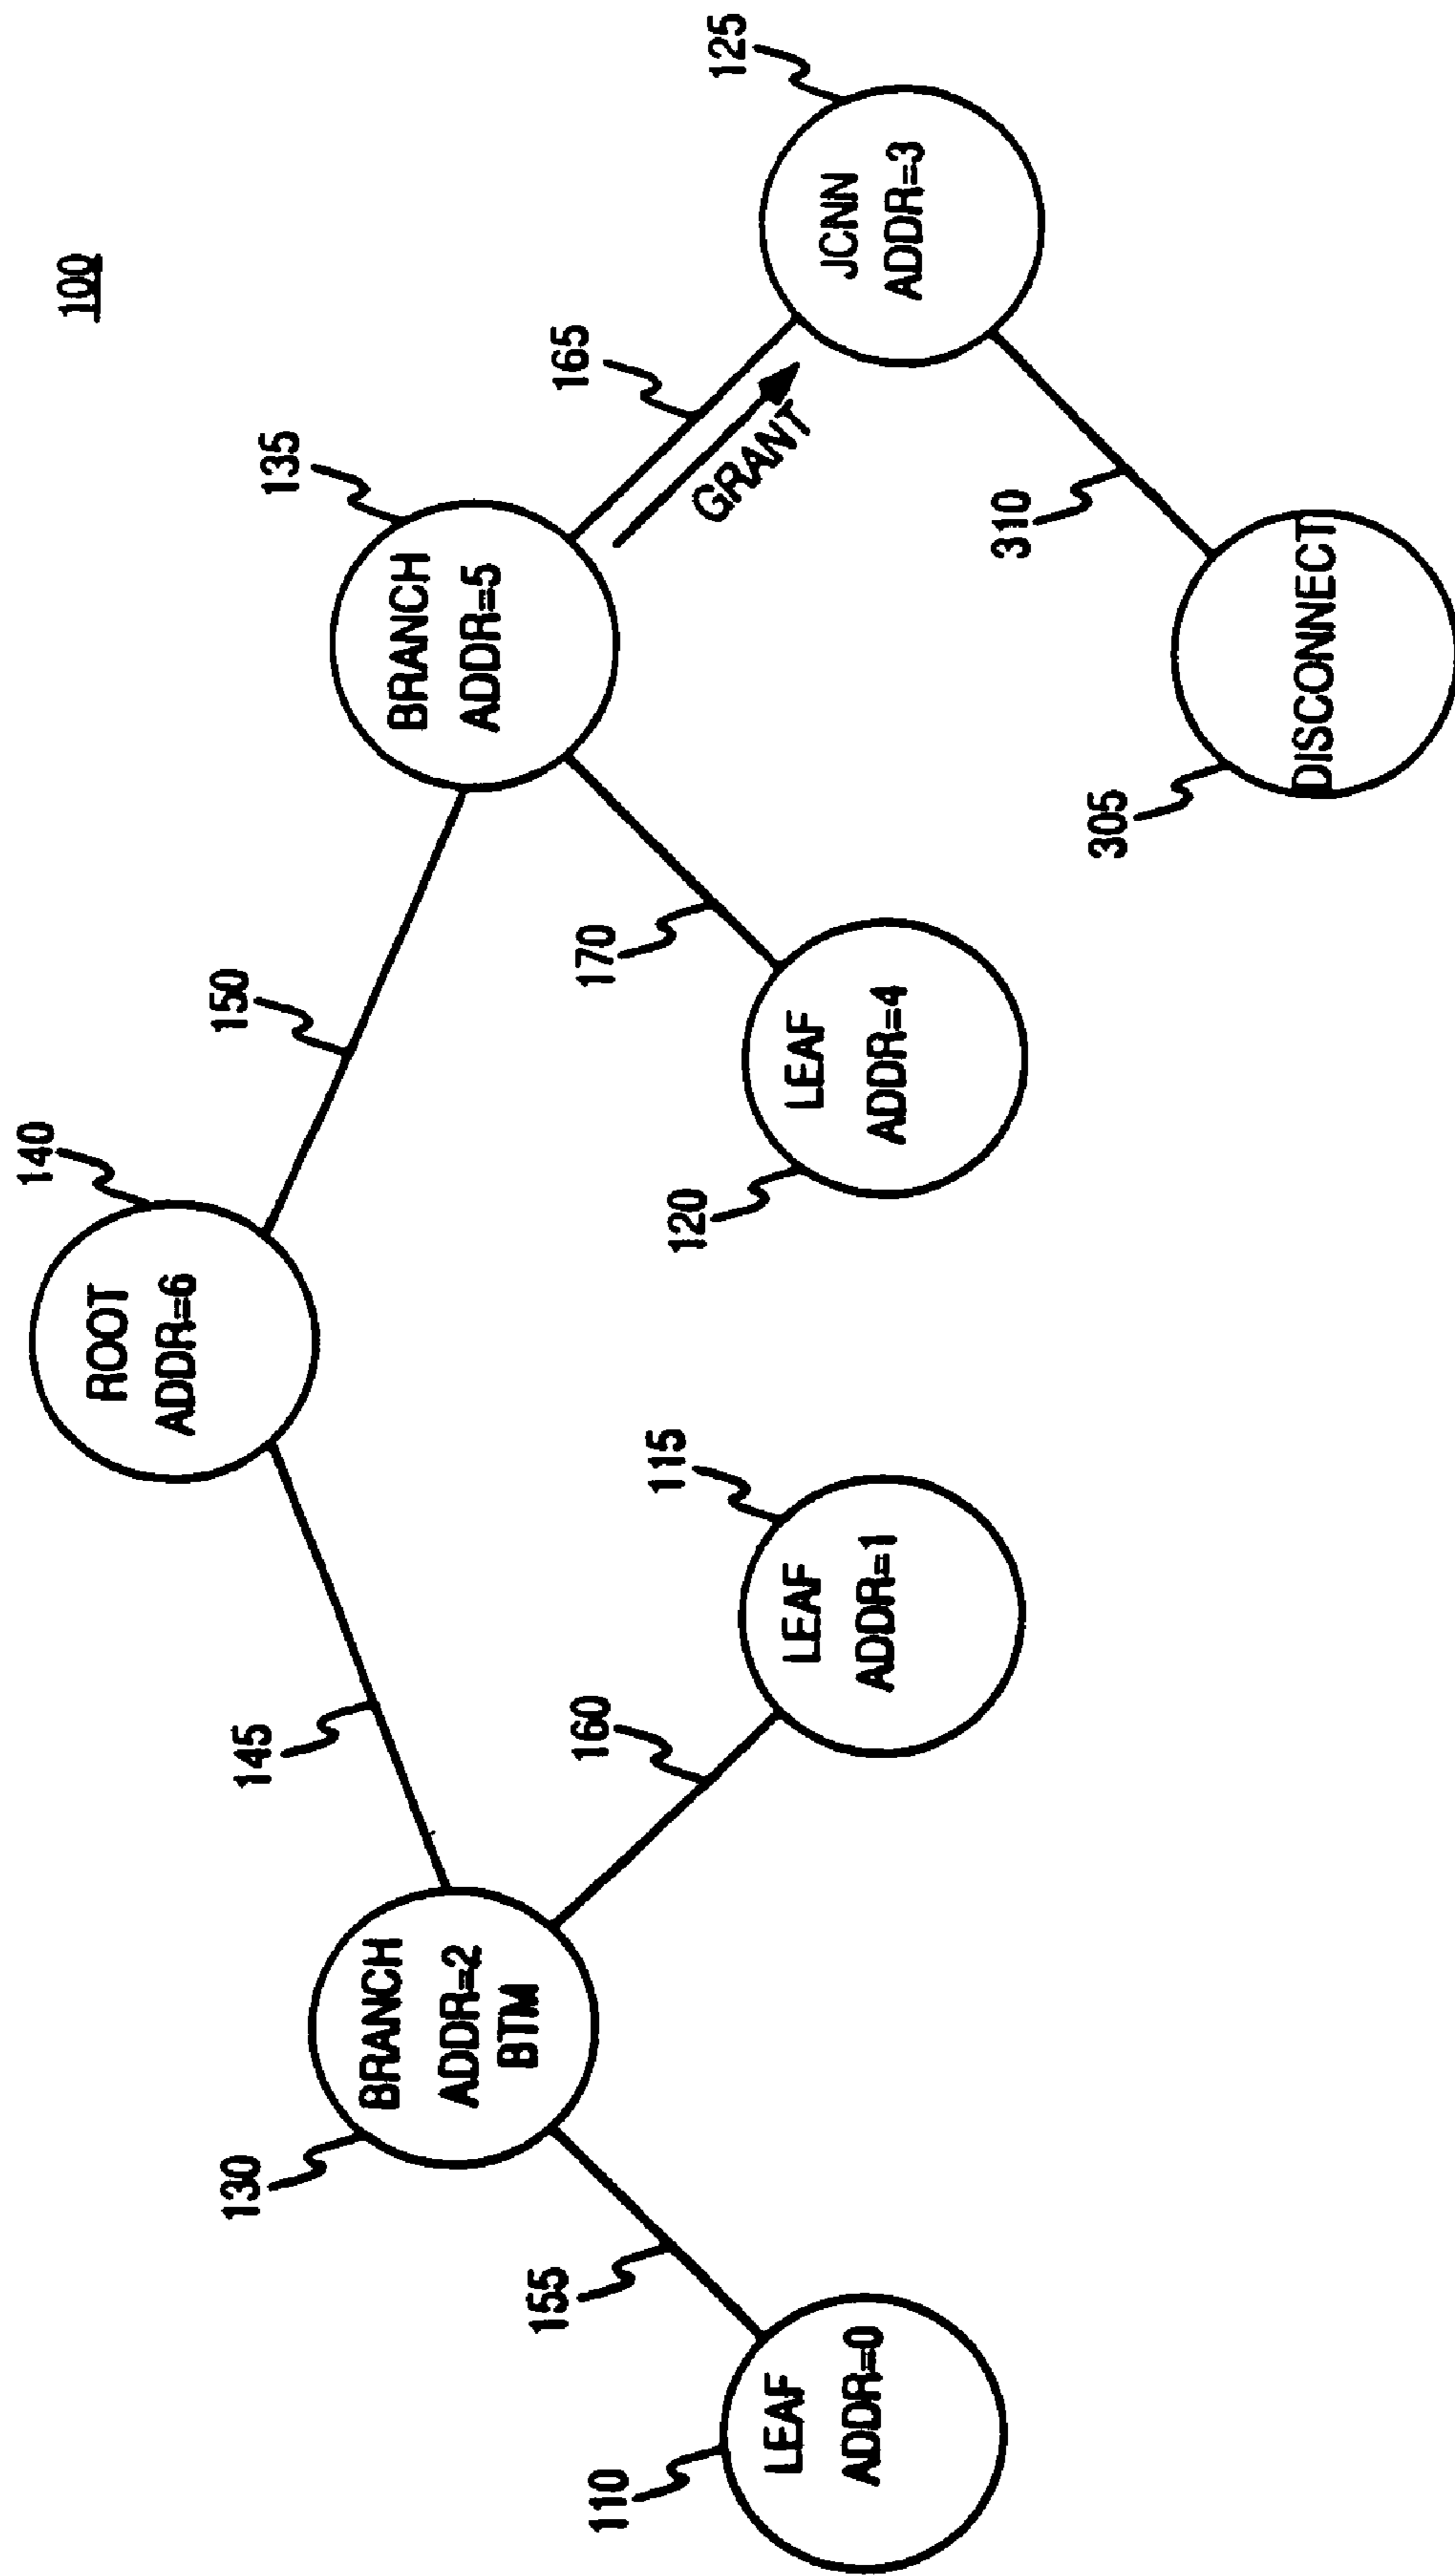 100
140
ROOT
ADDR=6
145
150
130
BRANCH
ADDR=2
BTM
135
BRANCH
ADDR=5
155
160
170
165
GRANT
110
LEAF
ADDR=0
115
LEAF
ADDR=1
120
LEAF
ADDR=4
125
JCNN
ADDR=3
310
305
DISCONNECT